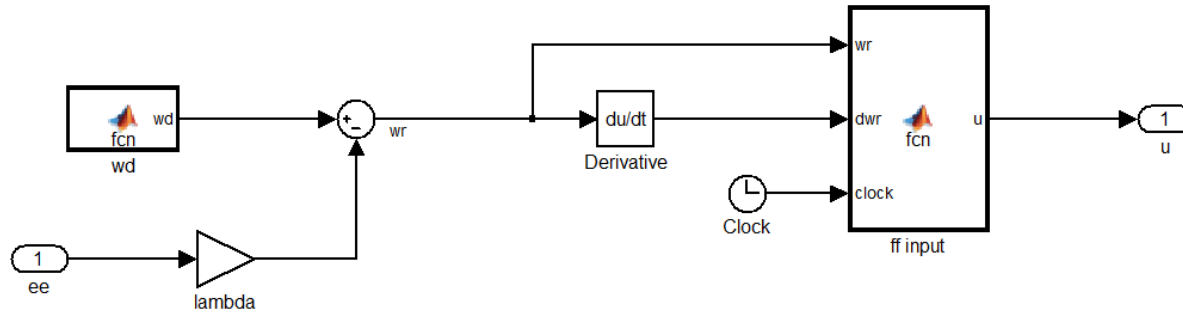 wr
wd
fcn
wd
+
−
wr
du/dt
Derivative
dwr
fcn
u
1
u
clock
Clock
ff input
1
ee
lambda